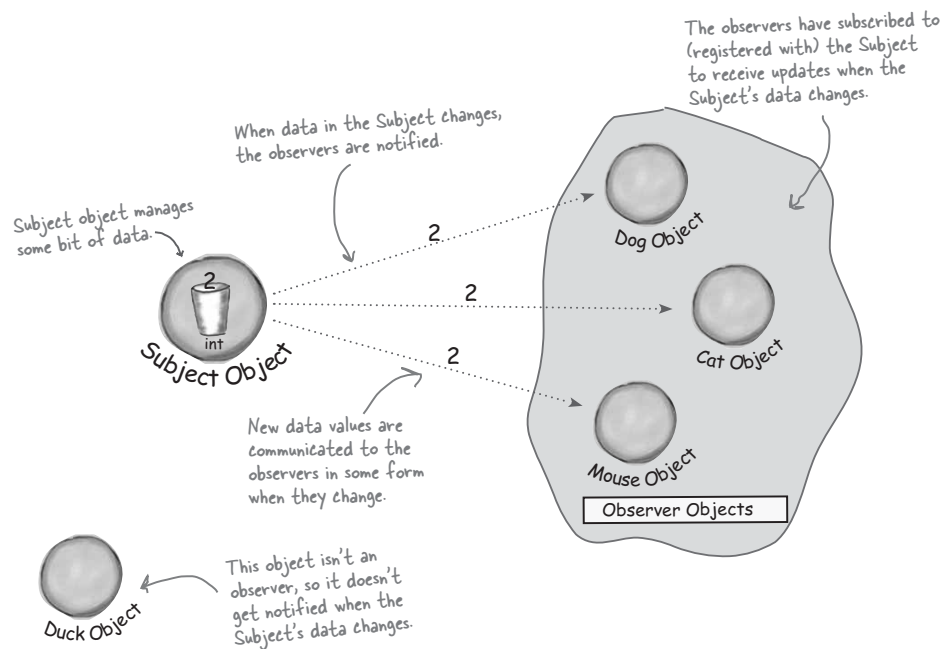 The observers have subscribed to
(registered with) the Subject
to receive updates when the
Subject's data changes.
When data in the Subject changes,
the observers are notified.
Subject object manages
some bit of data.
2
int
Subject Object
2
2
2
Dog Object
Cat Object
Mouse Object
Observer Objects
New data values are
communicated to the
observers in some form
when they change.
This object isn't an
observer, so it doesn't
get notified when the
Subject's data changes.
Duck Object